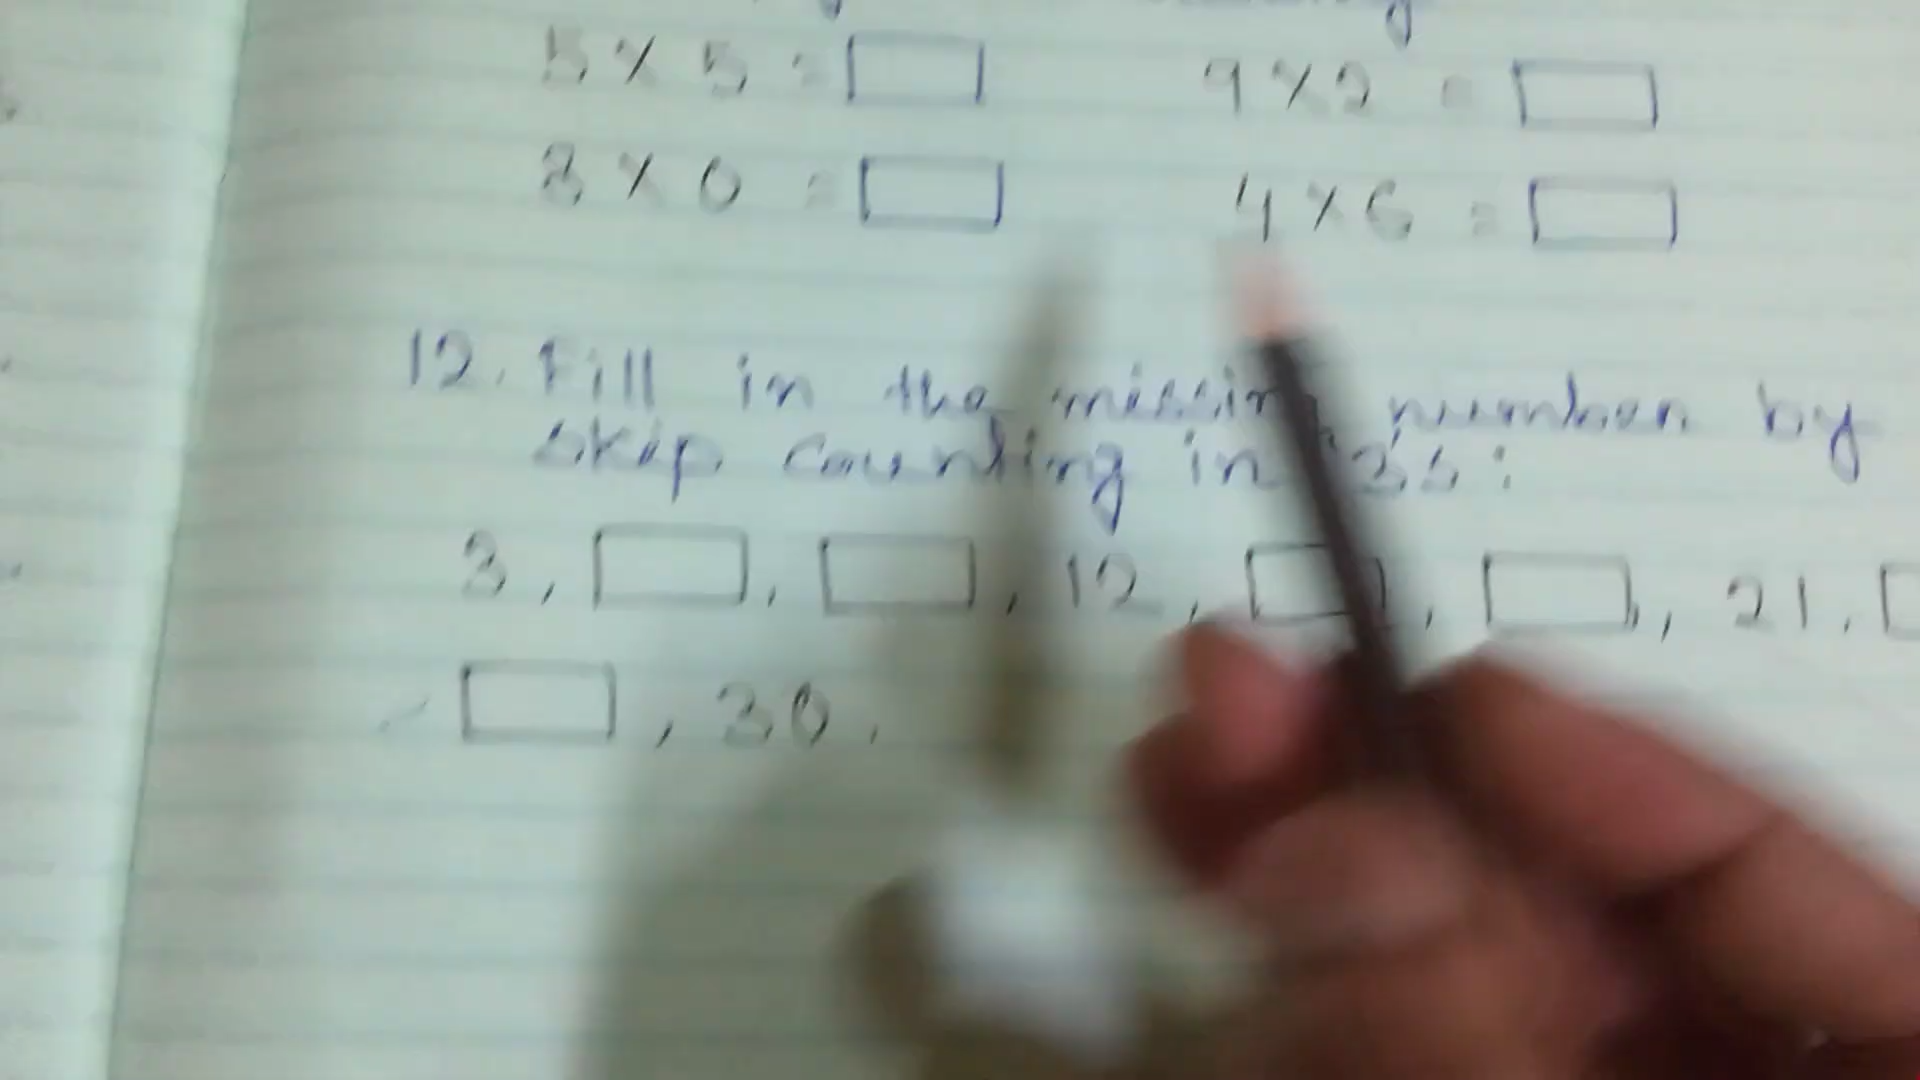 5 × 5 = 9 × 2 =
3 × 0 = 4 × 6 =
12. Fill in the missing number by
skip counting in 3s:
3, , , 12, , , 21,
, 30.